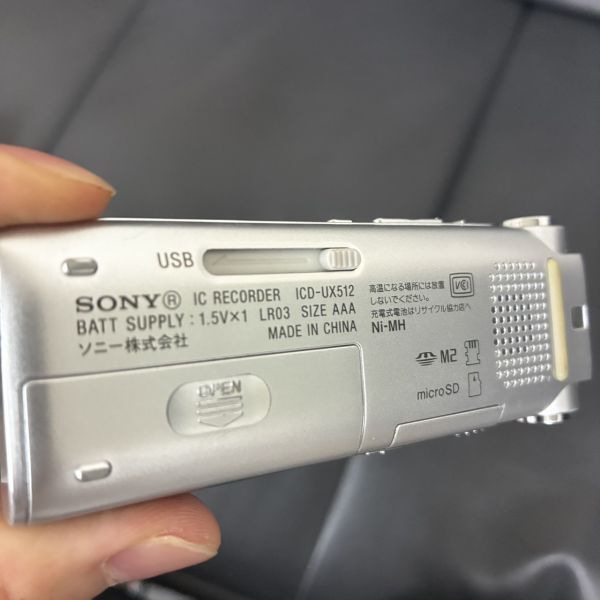 USB
SONY® IC RECORDER ICD-UX512
BATT SUPPLY : 1.5V×1 LR03 SIZE AAA
ソニー株式会社 MADE IN CHINA
OPEN
高温になる場所には放置
しないでください。
充電式電池はリサイクル協力店へ
Ni-MH
VCI
M2
microSD